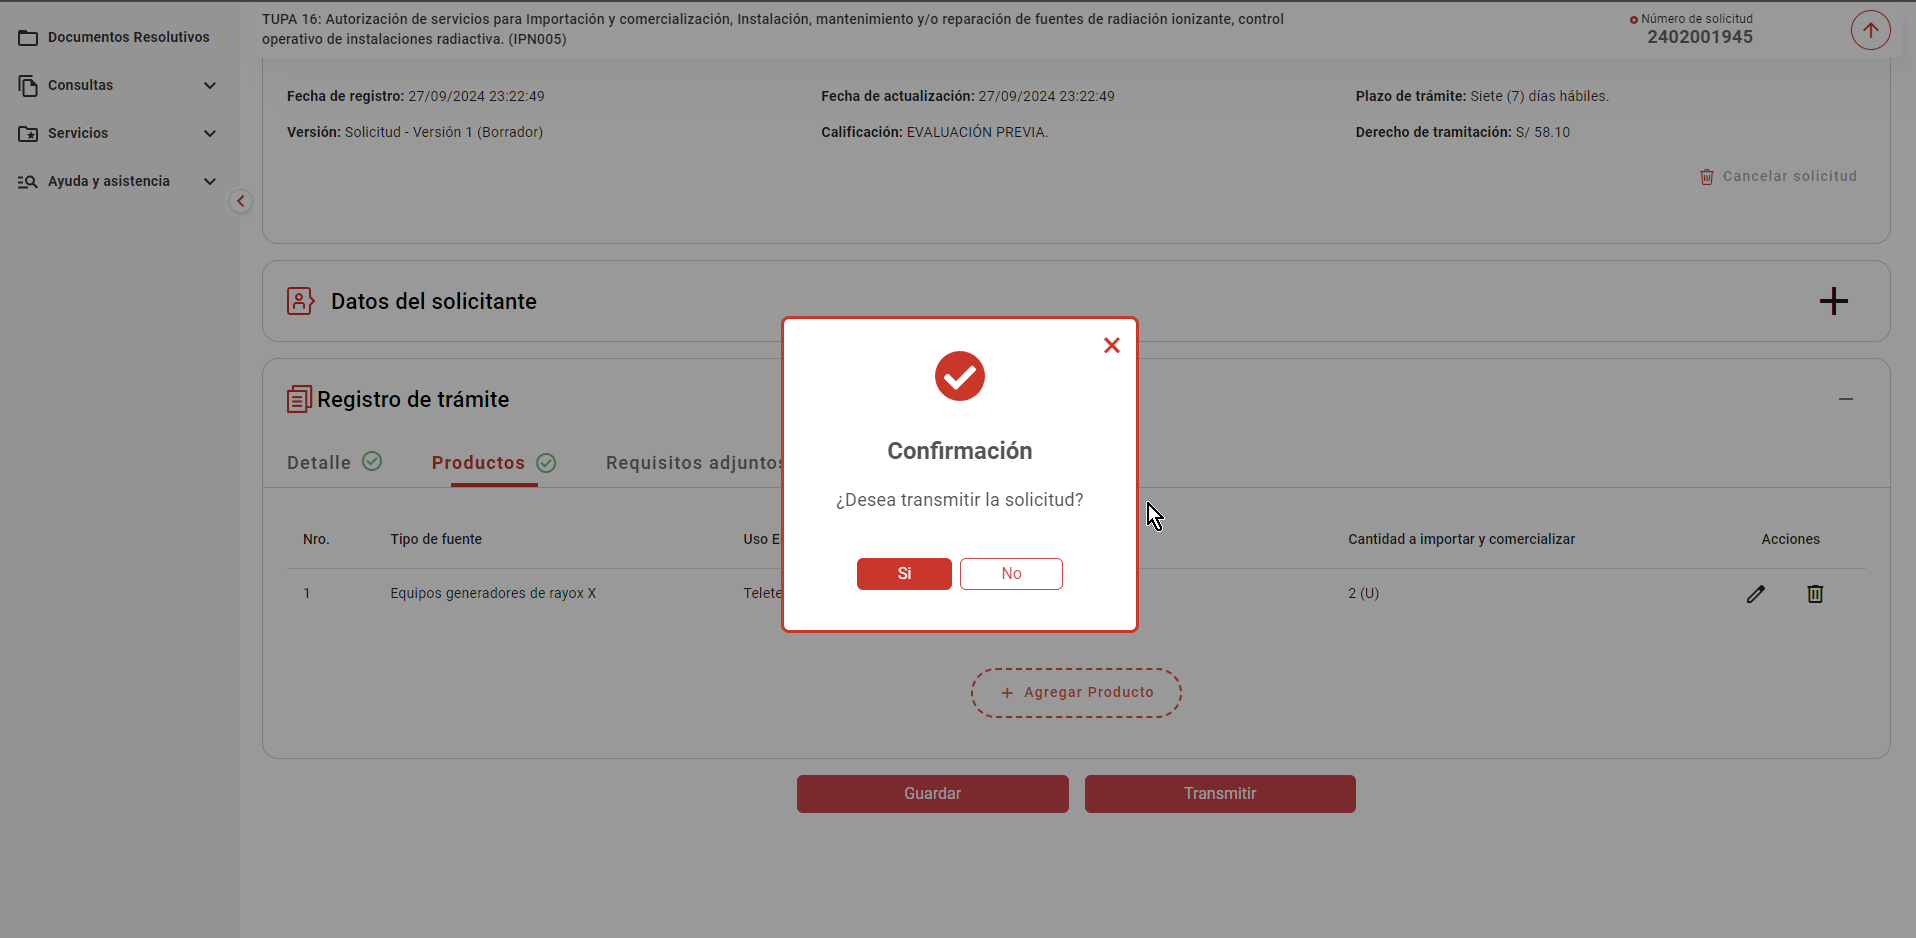 Documentos Resolutivos
Consultas
Servicios
Ayuda y asistencia
TUPA 16: Autorización de servicios para Importación y comercialización, Instalación, mantenimiento y/o reparación de fuentes de radiación ionizante, control
operativo de instalaciones radiactiva. (IPN005)
Número de solicitud
2402001945
Fecha de registro: 27/09/2024 23:22:49
Fecha de actualización: 27/09/2024 23:22:49
Plazo de trámite: Siete (7) días hábiles.
Versión: Solicitud - Versión 1 (Borrador)
Calificación: EVALUACIÓN PREVIA.
Derecho de tramitación: S/ 58.10
Cancelar solicitud
Datos del solicitante
Registro de trámite
Detalle
Productos
Requisitos adjuntos
Nro.
Tipo de fuente
Uso E
Cantidad a importar y comercializar
Acciones
1
Equipos generadores de rayox X
Telete
2 (U)
Agregar Producto
Guardar
Transmitir
Confirmación
¿Desea transmitir la solicitud?
Si
No